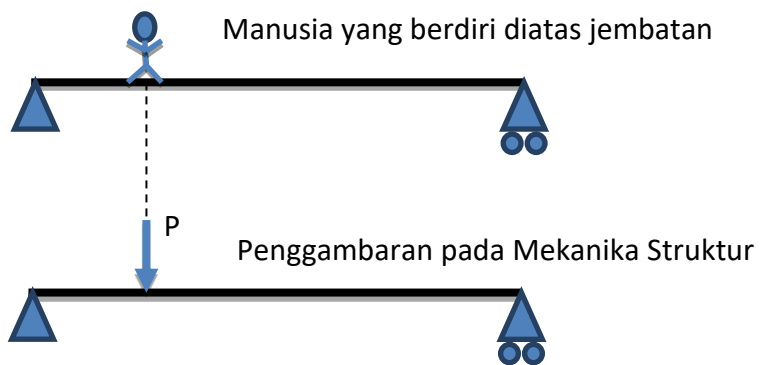 Manusia yang berdiri diatas jembatan
P
Penggambaran pada Mekanika Struktur